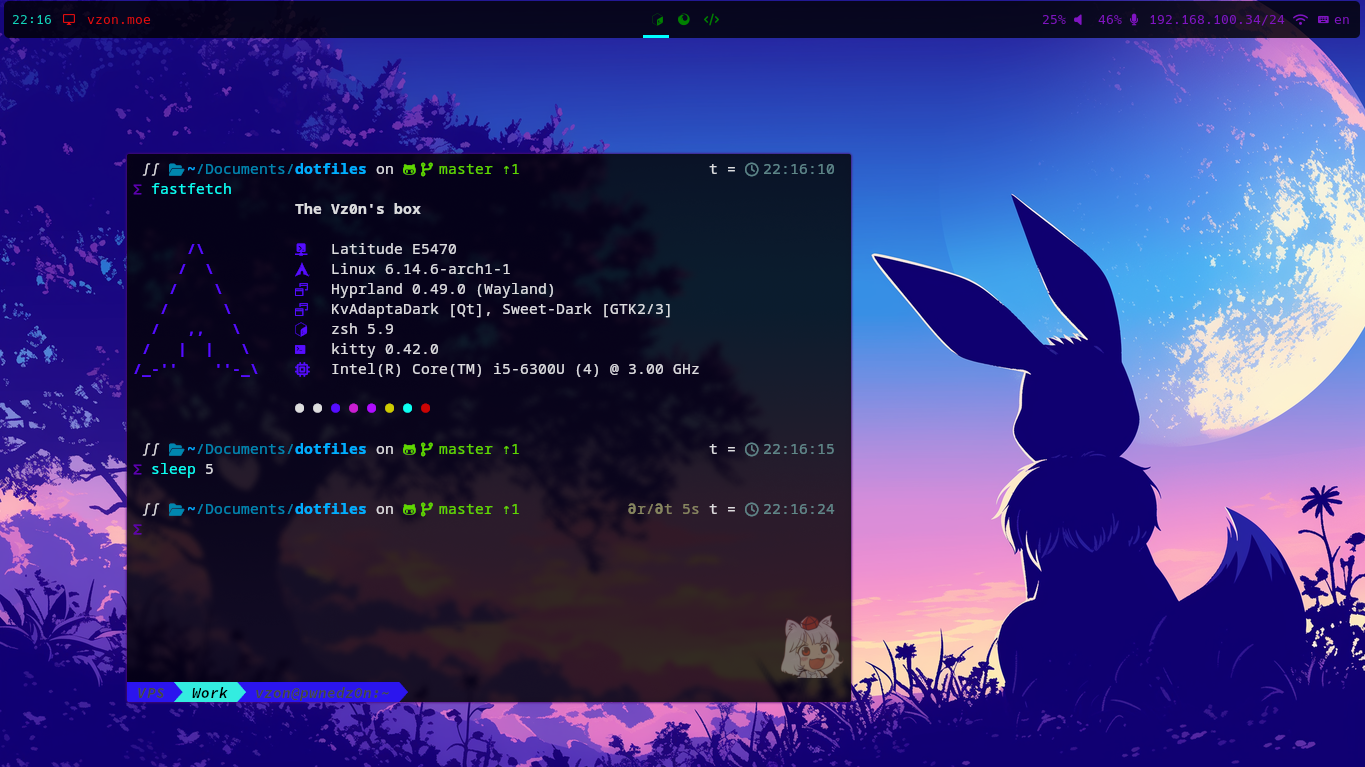 22:16 vzon.moe </> 25% 46% 192.168.100.34/24 en
∫∫ ~/Documents/dotfiles on master ↑1 t = 22:16:10
Σ fastfetch
The Vz0n's box
Latitude E5470
Linux 6.14.6-arch1-1
Hyprland 0.49.0 (Wayland)
KvAdaptaDark [Qt], Sweet-Dark [GTK2/3]
zsh 5.9
kitty 0.42.0
Intel(R) Core(TM) i5-6300U (4) @ 3.00 GHz
∫∫ ~/Documents/dotfiles on master ↑1 t = 22:16:15
Σ sleep 5
∫∫ ~/Documents/dotfiles on master ↑1 ∂r/∂t 5s t = 22:16:24
Σ
VPS Work vzon@pwnedz0n:~